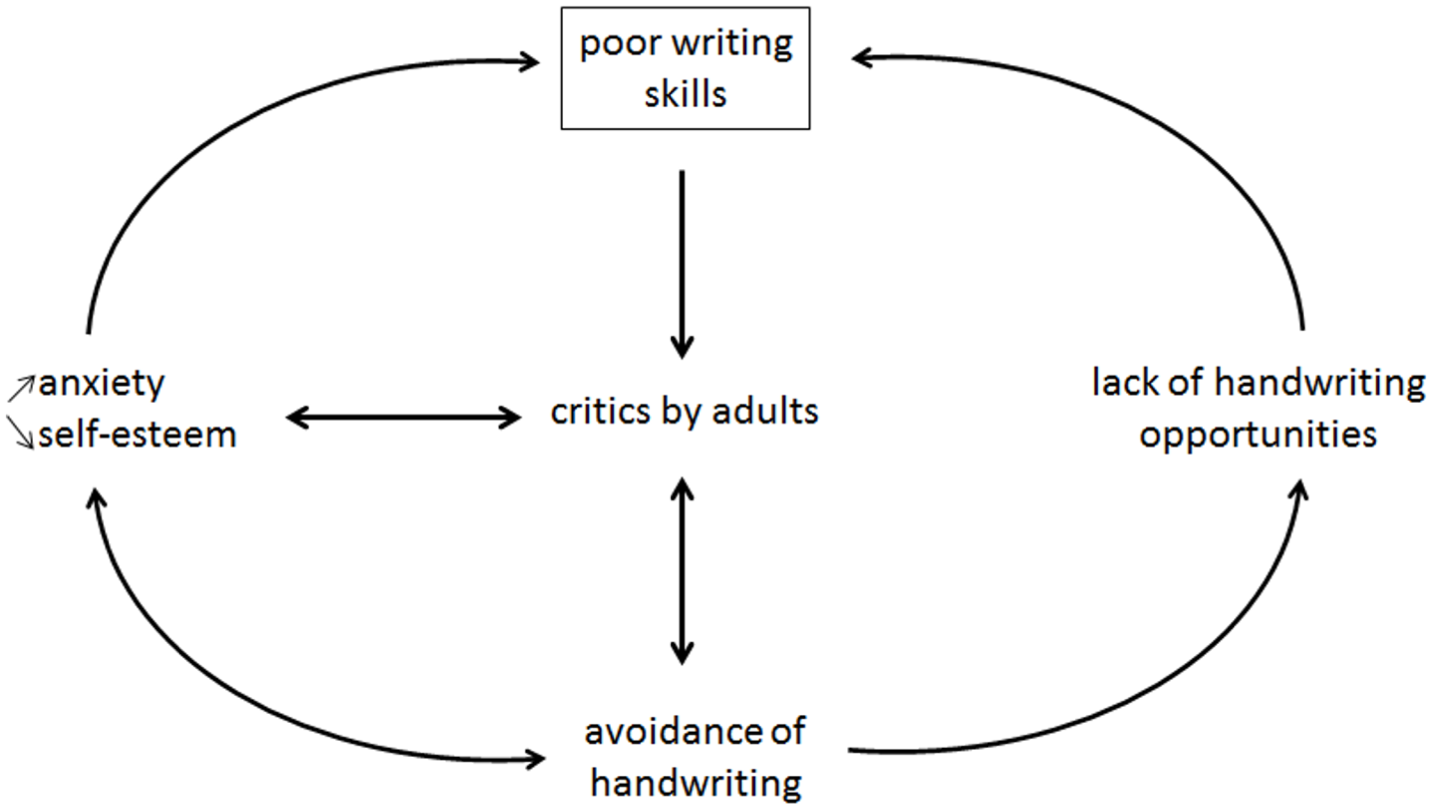 poor writing
skills
anxiety
self-esteem
critics by adults
lack of handwriting
opportunities
avoidance of
handwriting